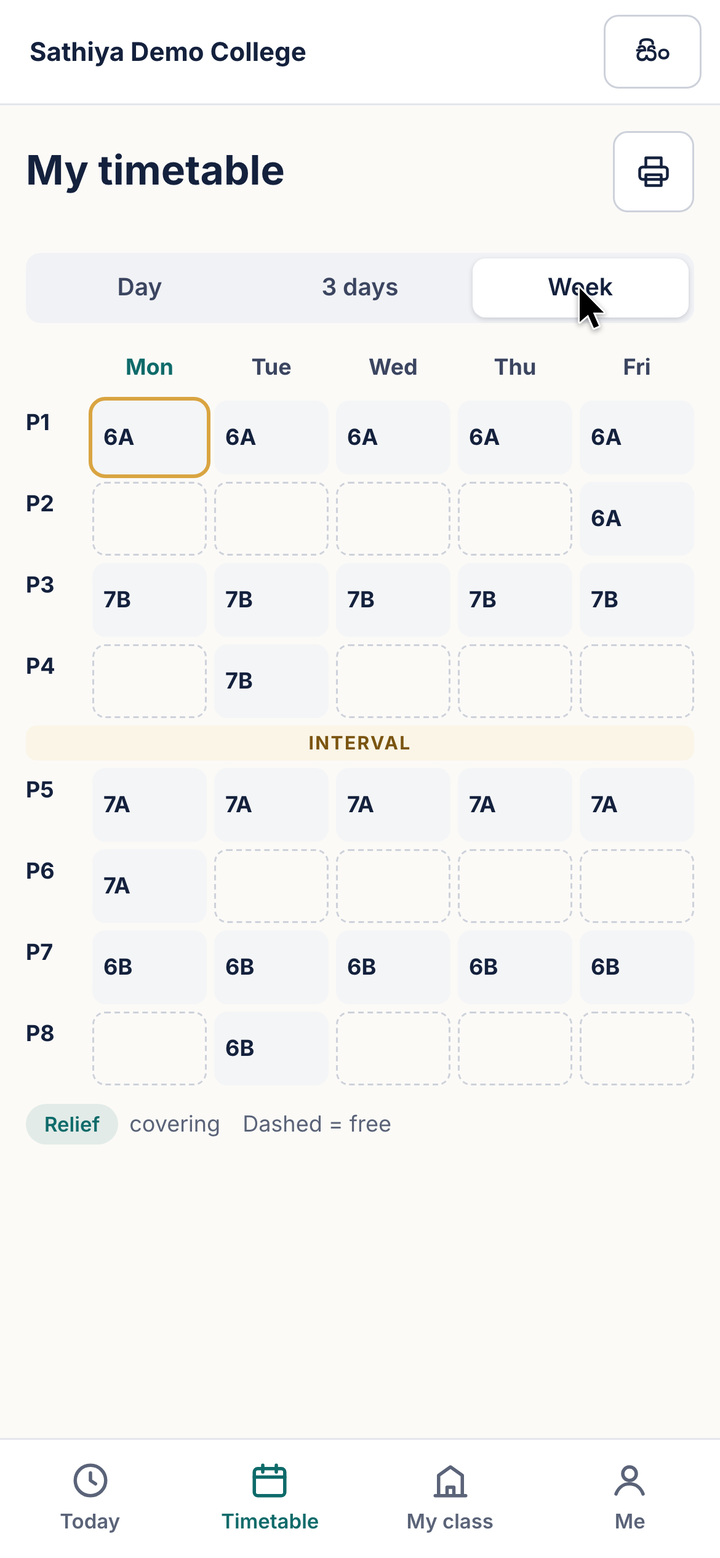 Sathiya Demo College
සිං
My timetable
Day 3 days Week
Mon Tue Wed Thu Fri
P1 6A 6A 6A 6A 6A
P2 6A
P3 7B 7B 7B 7B 7B
P4 7B
INTERVAL
P5 7A 7A 7A 7A 7A
P6 7A
P7 6B 6B 6B 6B 6B
P8 6B
Relief covering Dashed = free
Today Timetable My class Me